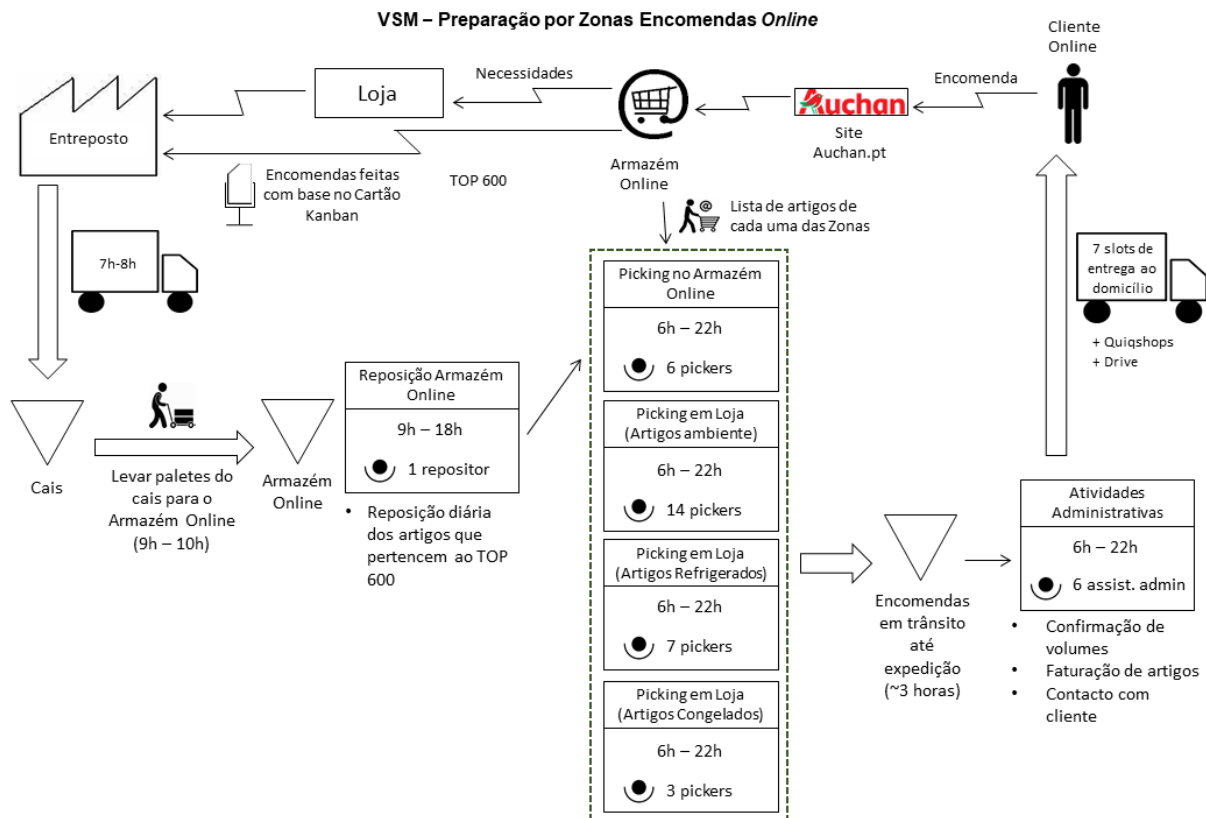 VSM – Preparação por Zonas Encomendas Online
Cliente
Online
Necessidades
Encomenda
Loja
Auchan
Entreposto
Site
Auchan.pt
Armazém
Online
Encomendas feitas
com base no Cartão
Kanban
TOP 600
Lista de artigos de
cada uma das Zonas
@
7h-8h
7 slots de
entrega ao
domicílio
+ Quiqshops
+ Drive
Picking no Armazém
Online
6h – 22h
6 pickers
Reposição Armazém
Online
9h – 18h
1 repositor
Cais
Levar paletes do
cais para o
Armazém Online
(9h – 10h)
Armazém
Online
• Reposição diária
dos artigos que
pertencem ao TOP
600
Picking em Loja
(Artigos ambiente)
6h – 22h
14 pickers
Picking em Loja
(Artigos Refrigerados)
6h – 22h
7 pickers
Picking em Loja
(Artigos Congelados)
6h – 22h
3 pickers
Encomendas
em trânsito
até
expedição
(~3 horas)
Atividades
Administrativas
6h – 22h
6 assist. admin
• Confirmação de
volumes
• Faturação de artigos
• Contacto com
cliente